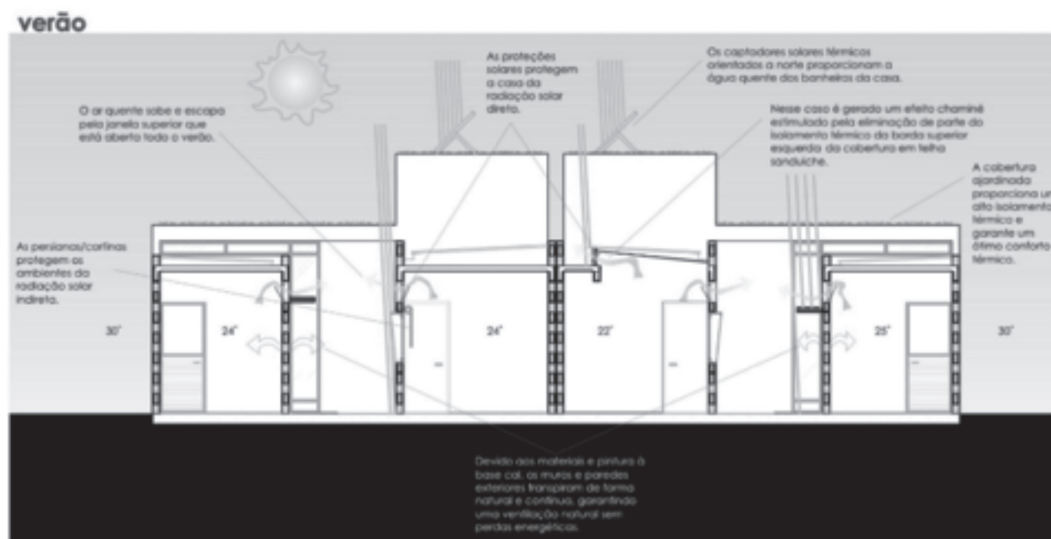 verão
As proteções
solares protegem
a casa da
radiação solar
direta.
Os captadores solares térmicos
orientados a norte proporcionam a
água quente dos banheiros da casa.
O ar quente sobe e escapa
pela janela superior que
está aberta todo o verão.
Nesse caso é gerado um efeito chaminé
estimulado pela eliminação de parte do
isolamento térmico da borda superior
esquerda da cobertura em telha
sanduíche.
A cobertura
ajardinada
proporciona um
alto isolamento
térmico e
garante um
ótimo conforto
térmico.
As persianas/cortinas
protegem os
ambientes da
radiação solar
indireta.
30°
24°
24°
22°
25°
30°
Devido aos materiais e pintura à
base cal, os muros e paredes
exteriores transpiram de forma
natural e contínua, garantindo
uma ventilação natural sem
perdas energéticas.